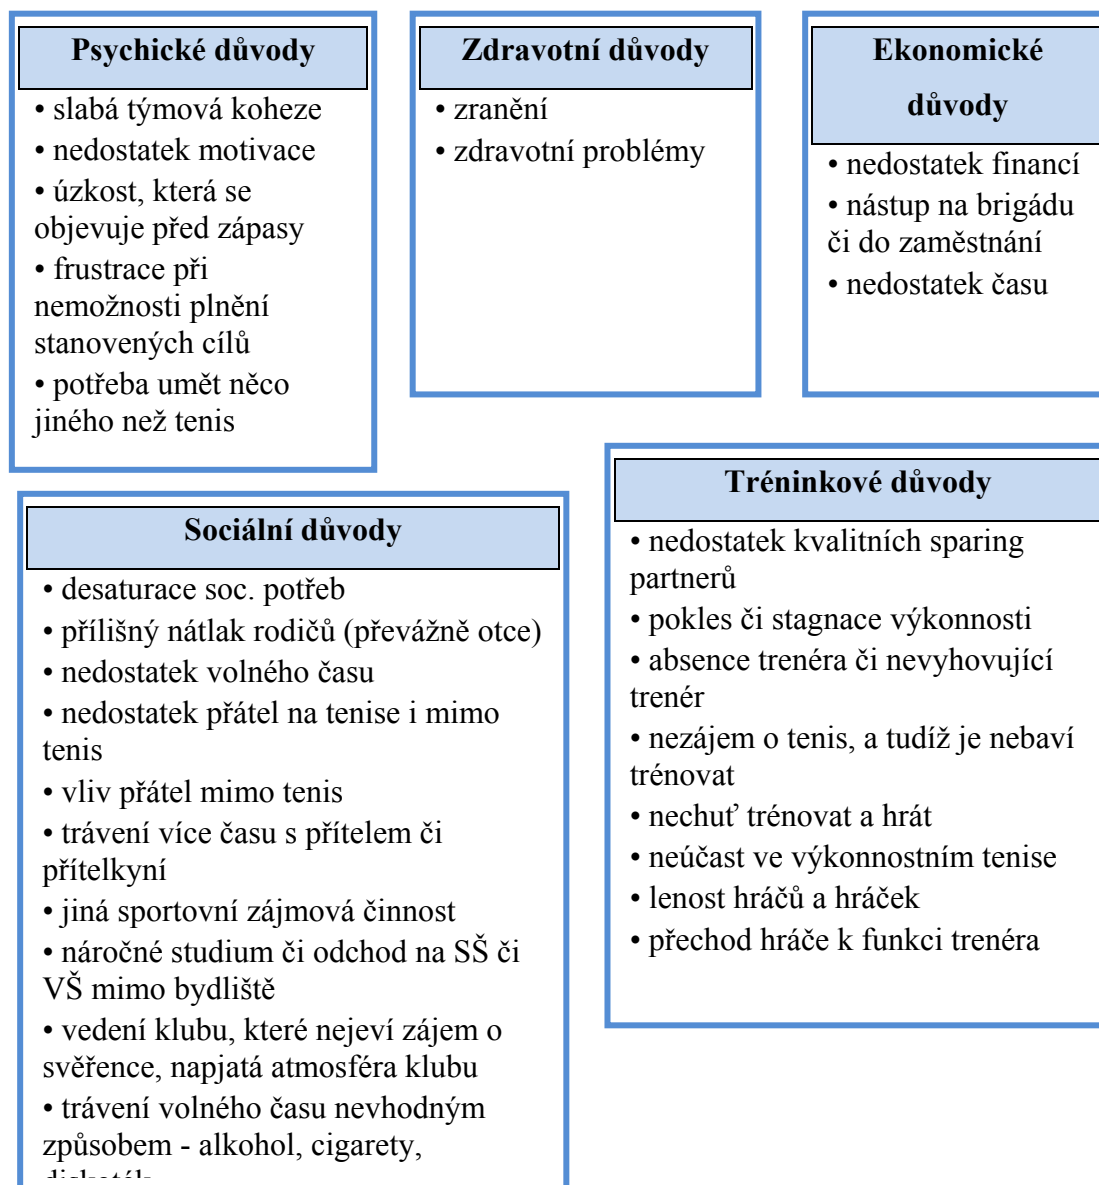 Psychické důvody
• slabá týmová koheze
• nedostatek motivace
• úzkost, která se
objevuje před zápasy
• frustrace při
nemožnosti plnění
stanovených cílů
• potřeba umět něco
jiného než tenis
Zdravotní důvody
• zranění
• zdravotní problémy
Ekonomické
důvody
• nedostatek financí
• nástup na brigádu
či do zaměstnání
• nedostatek času
Sociální důvody
• desaturace soc. potřeb
• přílišný nátlak rodičů (převážně otce)
• nedostatek volného času
• nedostatek přátel na tenise i mimo
tenis
• vliv přátel mimo tenis
• trávení více času s přítelem či
přítelkyní
• jiná sportovní zájmová činnost
• náročné studium či odchod na SŠ či
VŠ mimo bydliště
• vedení klubu, které nejeví zájem o
svěřence, napjatá atmosféra klubu
• trávení volného času nevhodným
způsobem - alkohol, cigarety,
Tréninkové důvody
• nedostatek kvalitních sparing
partnerů
• pokles či stagnace výkonnosti
• absence trenéra či nevyhovující
trenér
• nezájem o tenis, a tudíž je nebaví
trénovat
• nechuť trénovat a hrát
• neúčast ve výkonnostním tenise
• lenost hráčů a hráček
• přechod hráče k funkci trenéra